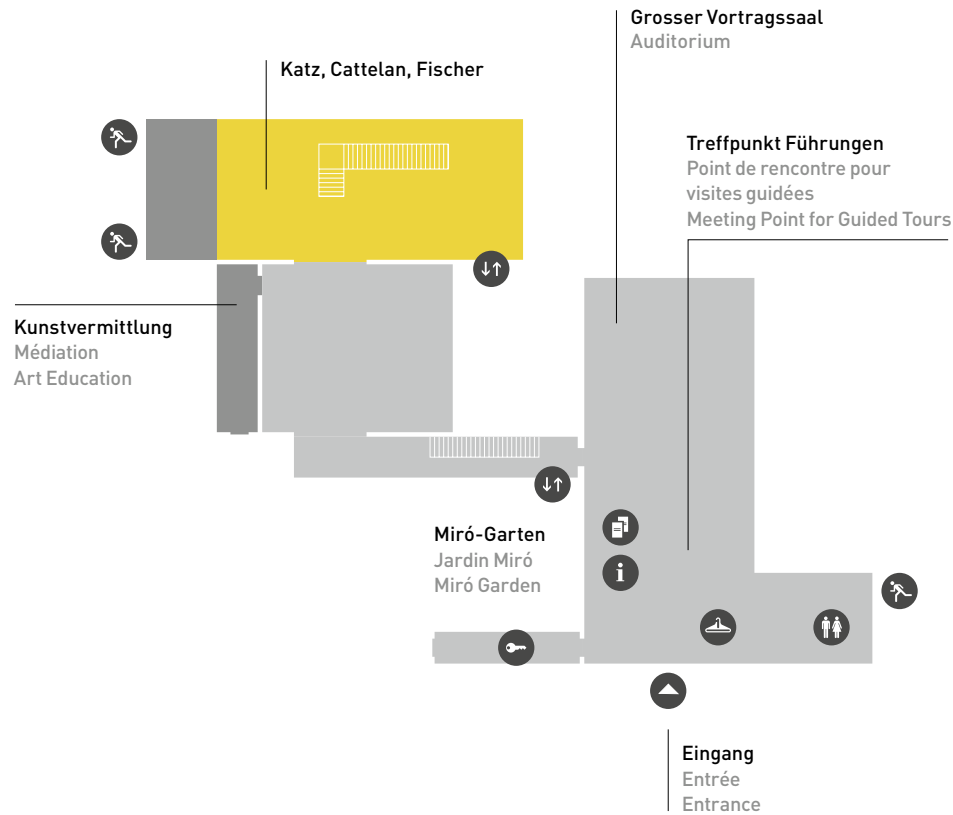 Grosser Vortragssaal
Auditorium
Katz, Cattelan, Fischer
Treffpunkt Führungen
Point de rencontre pour
visites guidées
Meeting Point for Guided Tours
Kunstvermittlung
Médiation
Art Education
Miró-Garten
Jardin Miró
Miró Garden
i
Eingang
Entrée
Entrance